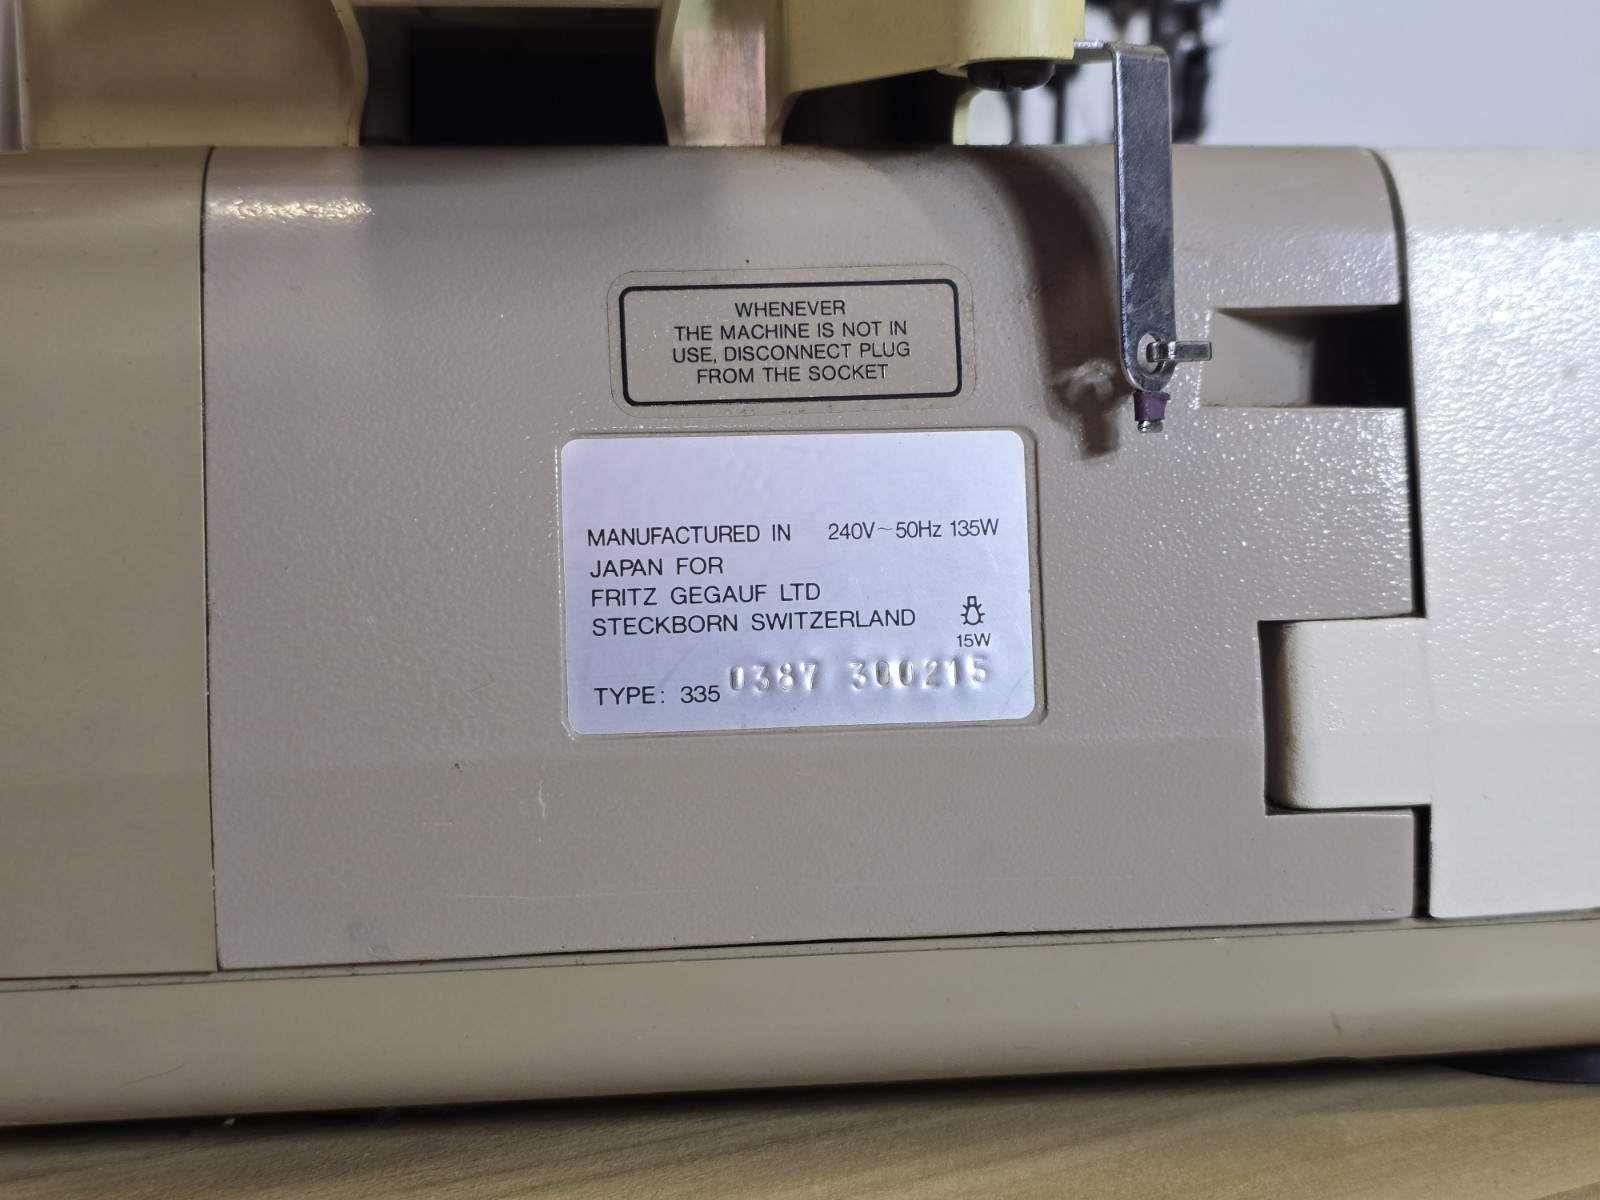 WHENEVER
THE MACHINE IS NOT IN
USE, DISCONNECT PLUG
FROM THE SOCKET
MANUFACTURED IN 240V~50Hz 135W
JAPAN FOR
FRITZ GEGAUF LTD
STECKBORN SWITZERLAND
15W
TYPE: 335 0387 300215